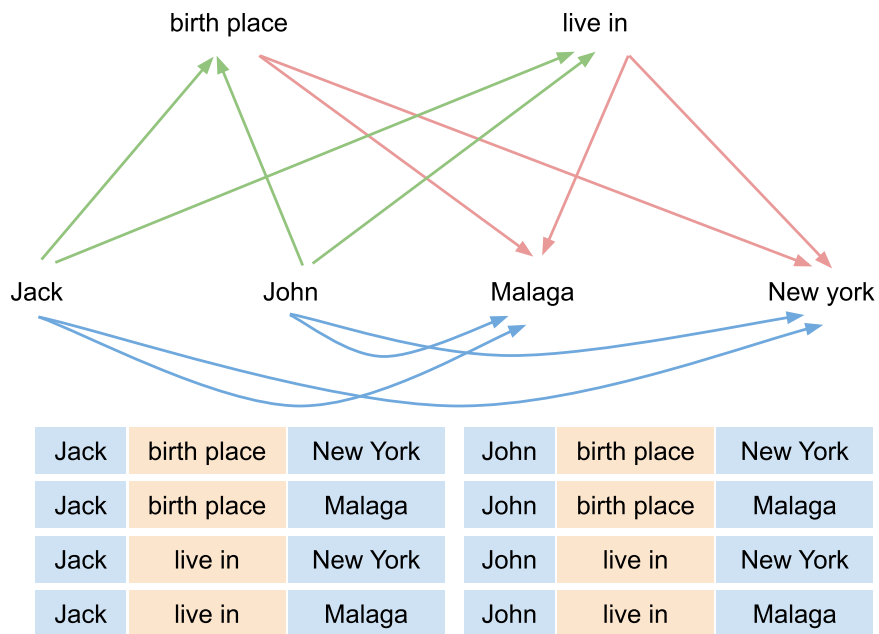 birth place live in
Jack John Malaga New york
Jack birth place New York John birth place New York
Jack birth place Malaga John birth place Malaga
Jack live in New York John live in New York
Jack live in Malaga John live in Malaga